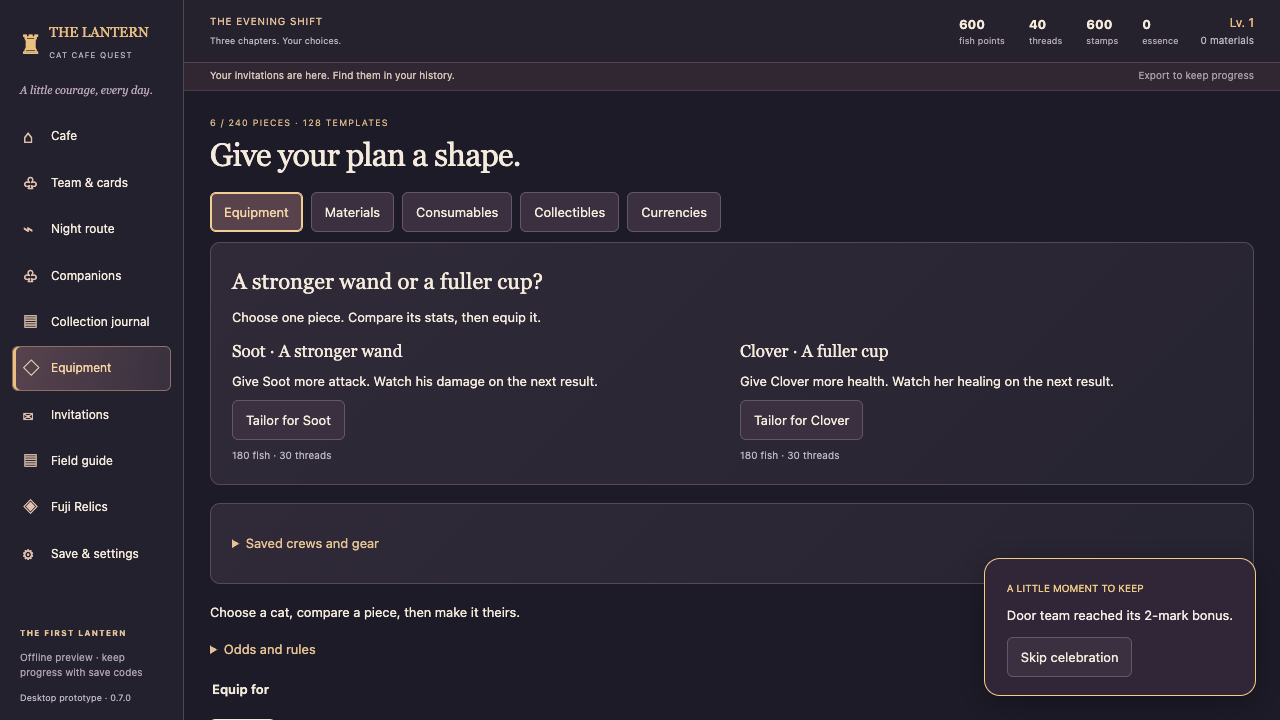 THE LANTERN
CAT CAFE QUEST
A little courage, every day.
Cafe
Team & cards
Night route
Companions
Collection journal
Equipment
Invitations
Field guide
Fuji Relics
Save & settings
THE FIRST LANTERN
Offline preview · keep
progress with save codes
Desktop prototype · 0.7.0
THE EVENING SHIFT
Three chapters. Your choices.
600 fish points
40 threads
600 stamps
0 essence
Lv. 1
0 materials
Your invitations are here. Find them in your history.
Export to keep progress
6 / 240 PIECES · 128 TEMPLATES
Give your plan a shape.
Equipment
Materials
Consumables
Collectibles
Currencies
A stronger wand or a fuller cup?
Choose one piece. Compare its stats, then equip it.
Soot · A stronger wand
Give Soot more attack. Watch his damage on the next result.
Tailor for Soot
180 fish · 30 threads
Clover · A fuller cup
Give Clover more health. Watch her healing on the next result.
Tailor for Clover
180 fish · 30 threads
Saved crews and gear
Choose a cat, compare a piece, then make it theirs.
Odds and rules
Equip for
A LITTLE MOMENT TO KEEP
Door team reached its 2-mark bonus.
Skip celebration